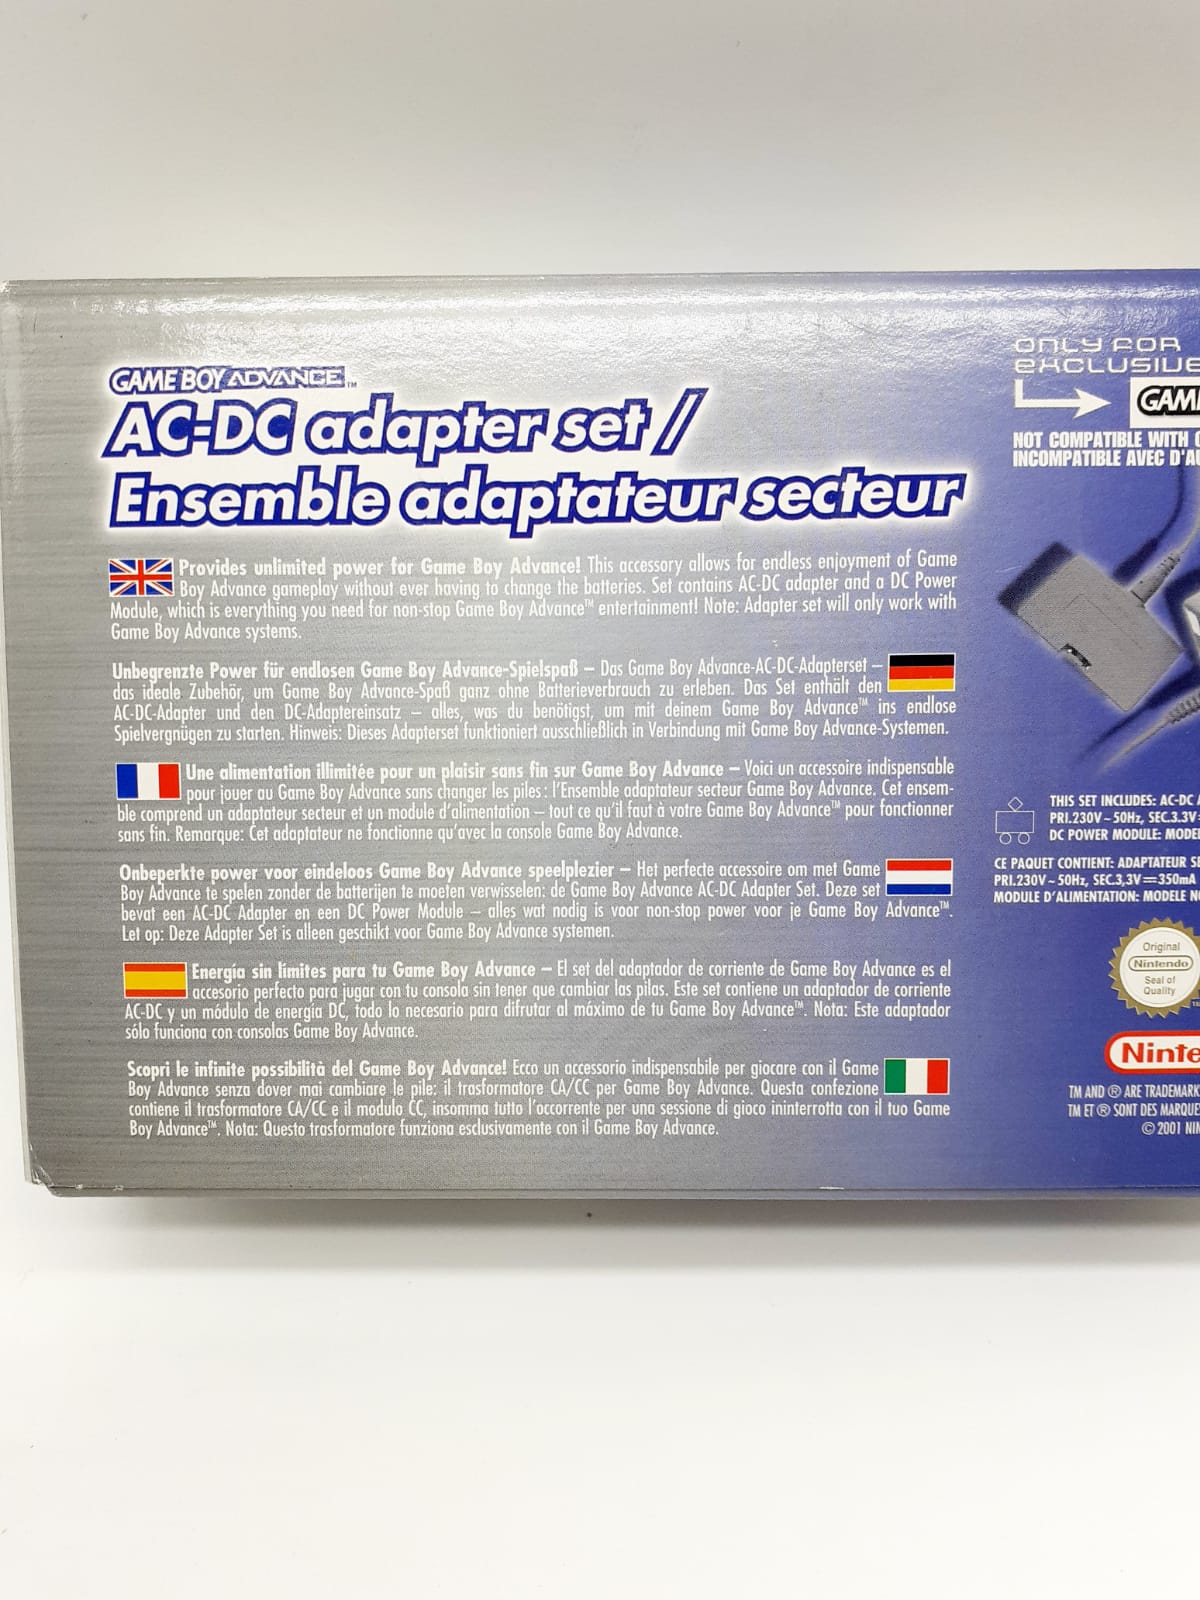 GAME BOY ADVANCE™
AC-DC adapter set /
Ensemble adaptateur secteur
Provides unlimited power for Game Boy Advance! This accessory allows for endless enjoyment of Game
Boy Advance gameplay without ever having to change the batteries. Set contains AC-DC adapter and a DC Power
Module, which is everything you need for non-stop Game Boy Advance™ entertainment! Note: Adapter set will only work with
Game Boy Advance systems.
Unbegrenzte Power für endlosen Game Boy Advance-Spielspaß – Das Game Boy Advance-AC-DC-Adapterset –
das ideale Zubehör, um Game Boy Advance-Spaß ganz ohne Batterieverbrauch zu erleben. Das Set enthält den
AC-DC-Adapter und den DC-Adaptereinsatz – alles, was du benötigst, um mit deinem Game Boy Advance™ ins endlose
Spielvergnügen zu starten. Hinweis: Dieses Adapterset funktioniert ausschließlich in Verbindung mit Game Boy Advance-Systemen.
Une alimentation illimitée pour un plaisir sans fin sur Game Boy Advance – Voici un accessoire indispensable
pour jouer au Game Boy Advance sans changer les piles : l'Ensemble adaptateur secteur Game Boy Advance. Cet ensem-
ble comprend un adaptateur secteur et un module d'alimentation – tout ce qu'il faut à votre Game Boy Advance™ pour fonctionner
sans fin. Remarque: Cet adaptateur ne fonctionne qu'avec la console Game Boy Advance.
Onbeperkte power voor eindeloos Game Boy Advance speelplezier – Het perfecte accessoire om met Game
Boy Advance te spelen zonder de batterijen te moeten verwisselen: de Game Boy Advance AC-DC Adapter Set. Deze set
bevat een AC-DC Adapter en een DC Power Module – alles wat nodig is voor non-stop power voor je Game Boy Advance™.
Let op: Deze Adapter Set is alleen geschikt voor Game Boy Advance systemen.
Energía sin limites para tu Game Boy Advance – El set del adaptador de corriente de Game Boy Advance es el
accesorio perfecto para jugar con tu consola sin tener que cambiar las pilas. Este set contiene un adaptador de corriente
AC-DC y un módulo de energía DC, todo lo necesario para difrutar al máximo de tu Game Boy Advance™. Nota: Este adaptador
sólo funciona con consolas Game Boy Advance.
Scopri le infinite possibilità del Game Boy Advance! Ecco un accessorio indispensabile per giocare con il Game
Boy Advance senza dover mai cambiare le pile: il trasformatore CA/CC per Game Boy Advance. Questa confezione
contiene il trasformatore CA/CC e il modulo CC, insomma tutto l'occorrente per una sessione di gioco ininterrotta con il tuo Game
Boy Advance™. Nota: Questo trasformatore funziona esclusivamente con il Game Boy Advance.
ONLY FOR
EXCLUSIVE
GAM
NOT COMPATIBLE WITH
INCOMPATIBLE AVEC D'AU
THIS SET INCLUDES: AC-DC
PRI.230V~50Hz, SEC.3.3V
DC POWER MODULE: MODE
CE PAQUET CONTIENT: ADAPTATEUR SE
PRI.230V~50Hz, SEC.3,3V⎓350mA
MODULE D'ALIMENTATION: MODELE N
Original
Nintendo
Seal of
Quality
Ninte
TM AND ® ARE TRADEMARK
TM ET ® SONT DES MARQUE
© 2001 NIN